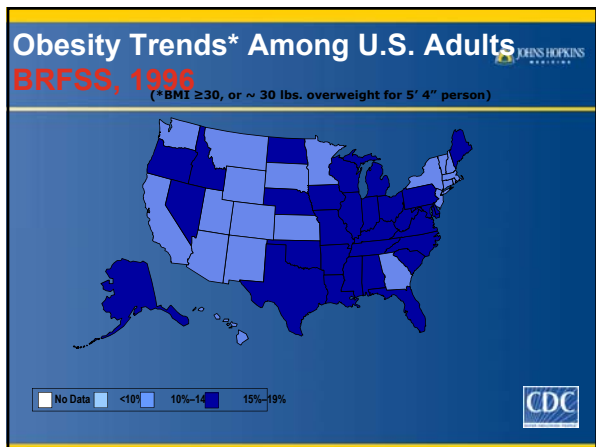 Obesity Trends* Among U.S. Adults
JOHNS HOPKINS
MEDICINE
BRFSS, 1996
(*BMI ≥30, or ~ 30 lbs. overweight for 5’ 4” person)
No Data <10% 10%–14 15%–19%
CDC